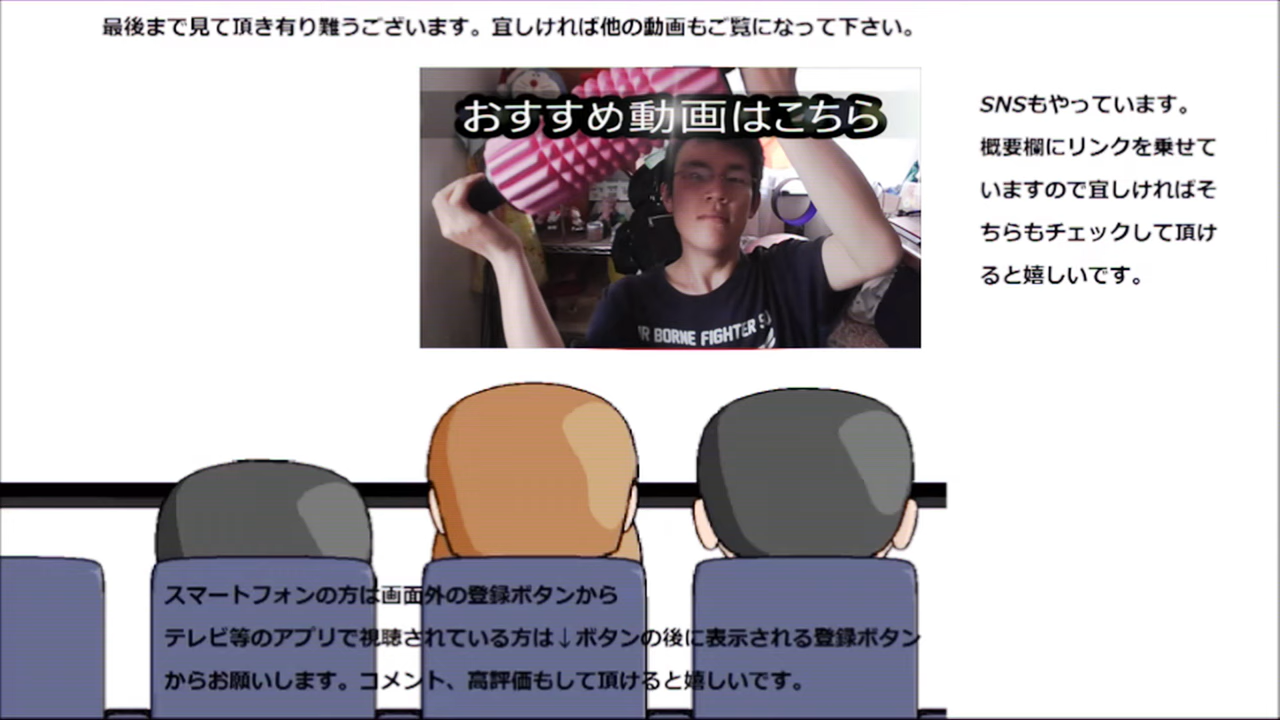 最後まで見て頂き有り難うございます。宜しければ他の動画もご覧になって下さい。
おすすめ動画はこちら
SNSもやっています。
概要欄にリンクを乗せて
いますので宜しければそ
ちらもチェックして頂け
ると嬉しいです。
BORNE FIGHTER
スマートフォンの方は画面外の登録ボタンから
テレビ等のアプリで視聴されている方は↓ボタンの後に表示される登録ボタン
からお願いします。コメント、高評価もして頂けると嬉しいです。